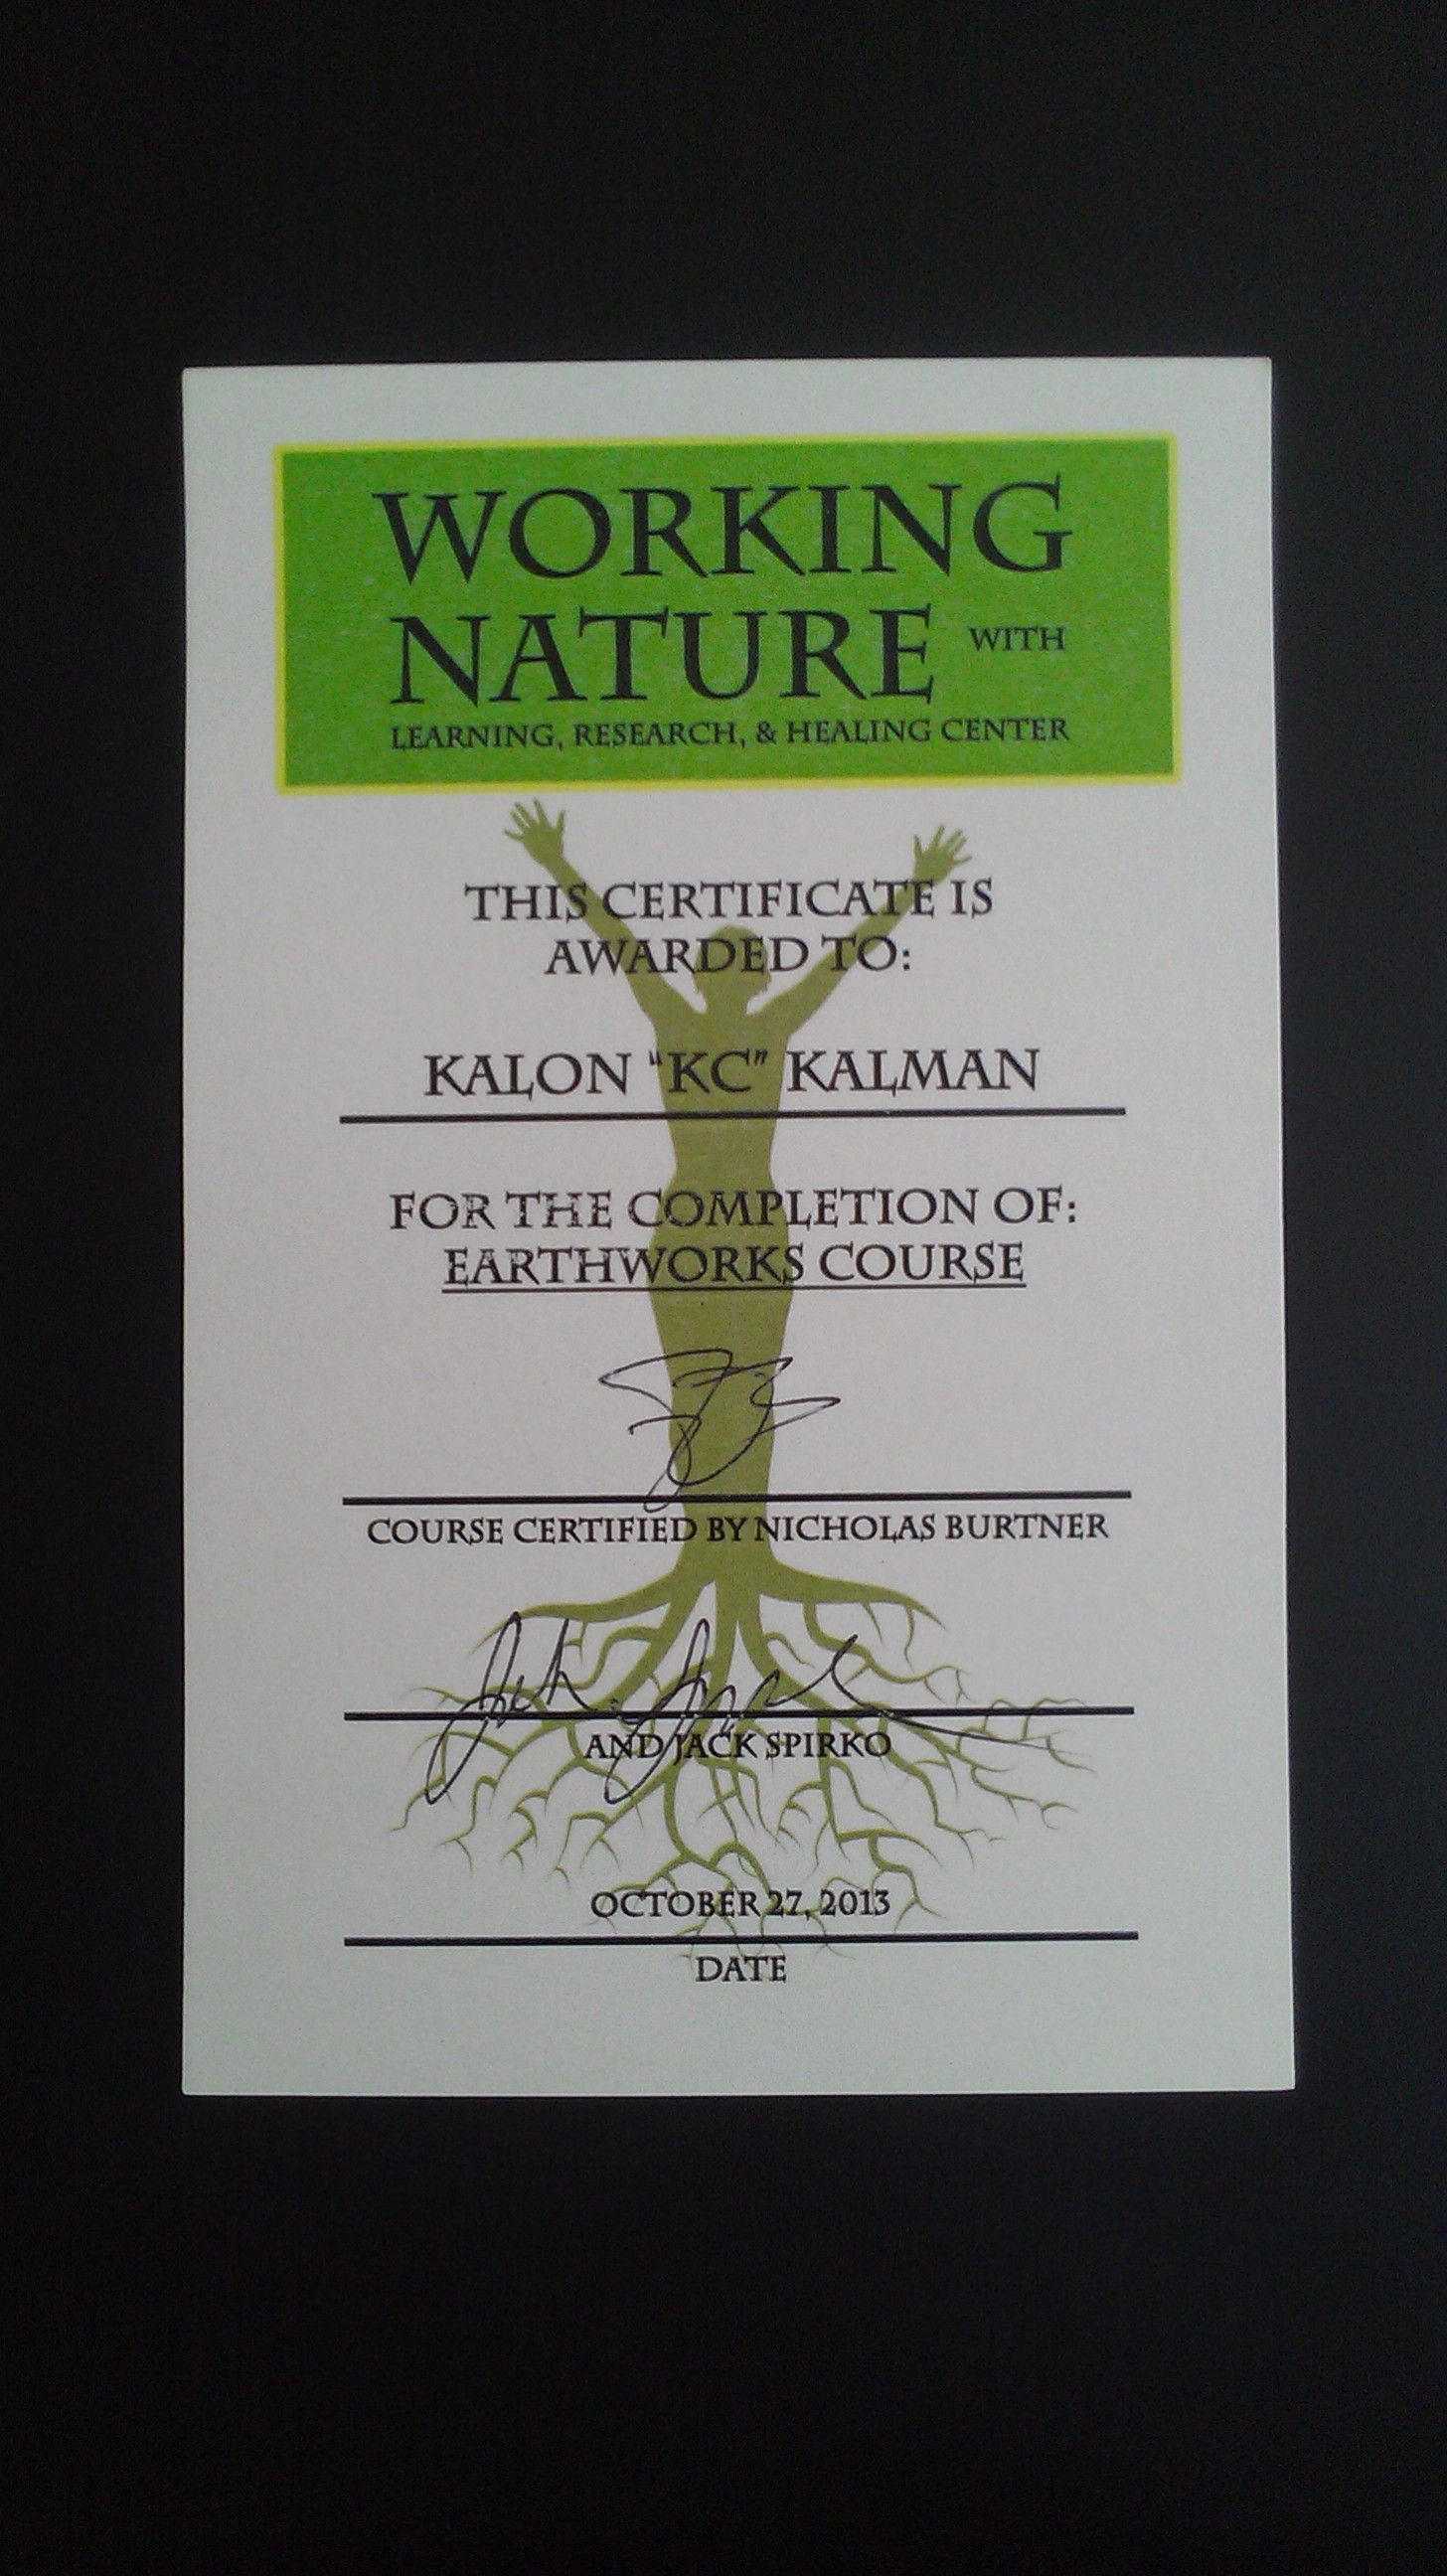 WORKING
NATURE WITH
LEARNING, RESEARCH, & HEALING CENTER
THIS CERTIFICATE IS
AWARDED TO:
KALON "KC" KALMAN
FOR THE COMPLETION OF:
EARTHWORKS COURSE
COURSE CERTIFIED BY NICHOLAS BURTNER
AND JACK SPIRKO
OCTOBER 27, 2013
DATE